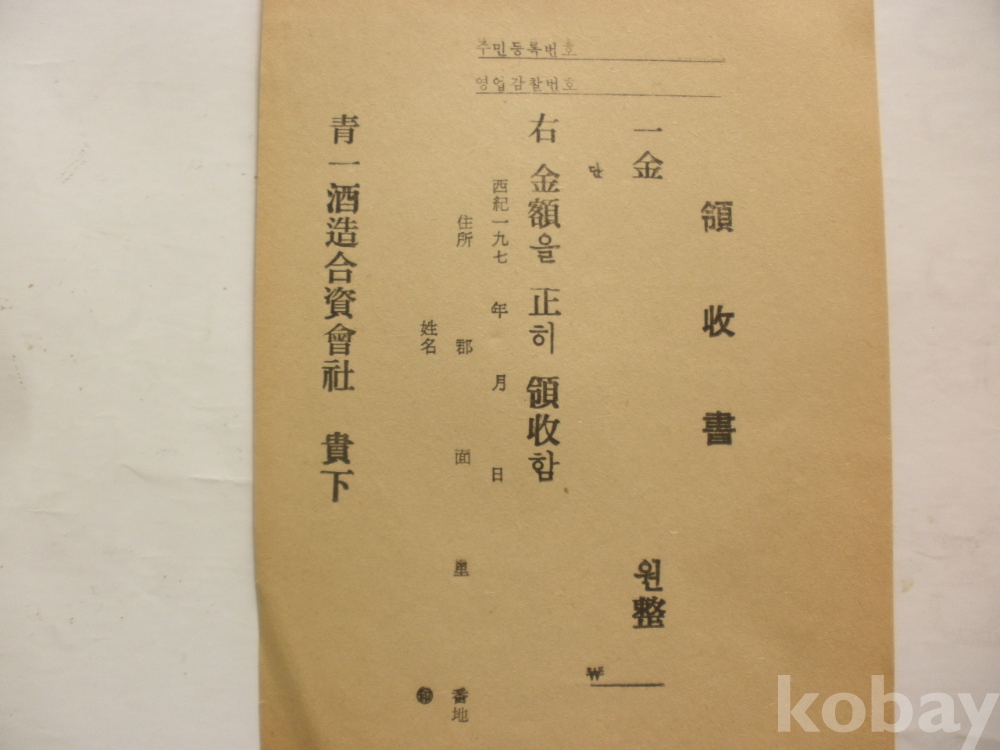 領收書
一金 원整
단 ₩
右金額을 正히 領收함
西紀一九七 年 月 日
住所 郡 面 里 番地
姓名 ㊞
靑一酒造合資會社 貴下
주민등록번호
영업감찰번호
kobay